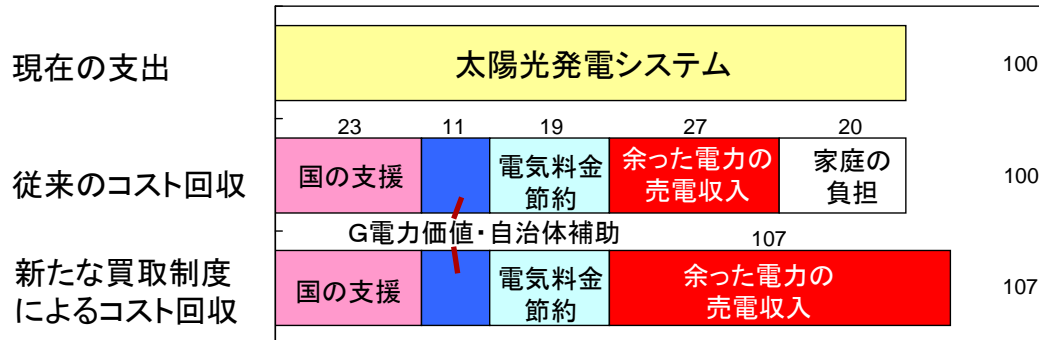 現在の支出
太陽光発電システム
100
23
11
19
27
20
従来のコスト回収
国の支援
電気料金
節約
余った電力の
売電収入
家庭の
負担
100
G電力価値・自治体補助
107
新たな買取制度
によるコスト回収
国の支援
電気料金
節約
余った電力の
売電収入
107